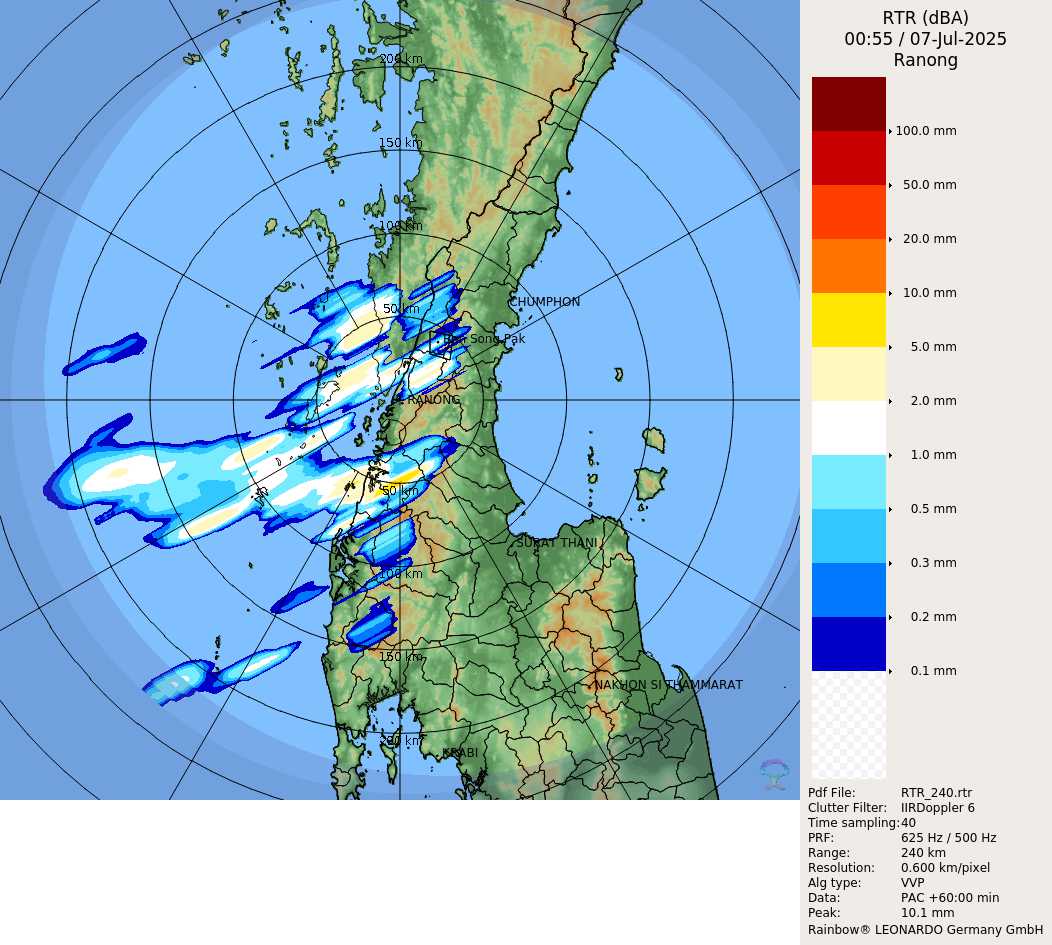 RTR (dBA)
00:55 / 07-Jul-2025
Ranong
100.0 mm
50.0 mm
20.0 mm
10.0 mm
5.0 mm
2.0 mm
1.0 mm
0.5 mm
0.3 mm
0.2 mm
0.1 mm
Pdf File: RTR_240.rtr
Clutter Filter: IIRDoppler 6
Time sampling:40
PRF: 625 Hz / 500 Hz
Range: 240 km
Resolution: 0.600 km/pixel
Alg type: VVP
Data: PAC +60:00 min
Peak: 10.1 mm
Rainbow® LEONARDO Germany GmbH
200 km
150 km
100 km
CHUMPHON
50 km
Ban Song Pak
RANONG
50 km
SURAT THANI
100 km
150 km
NAKHON SI THAMMARAT
200 km
KRABI